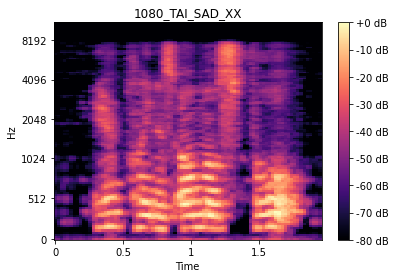 1080_TAI_SAD_XX
+0 dB
8192
-10 dB
4096
-20 dB
-30 dB
2048
Hz
-40 dB
1024
-50 dB
512
-60 dB
-70 dB
0
-80 dB
0 0.5 1 1.5
Time